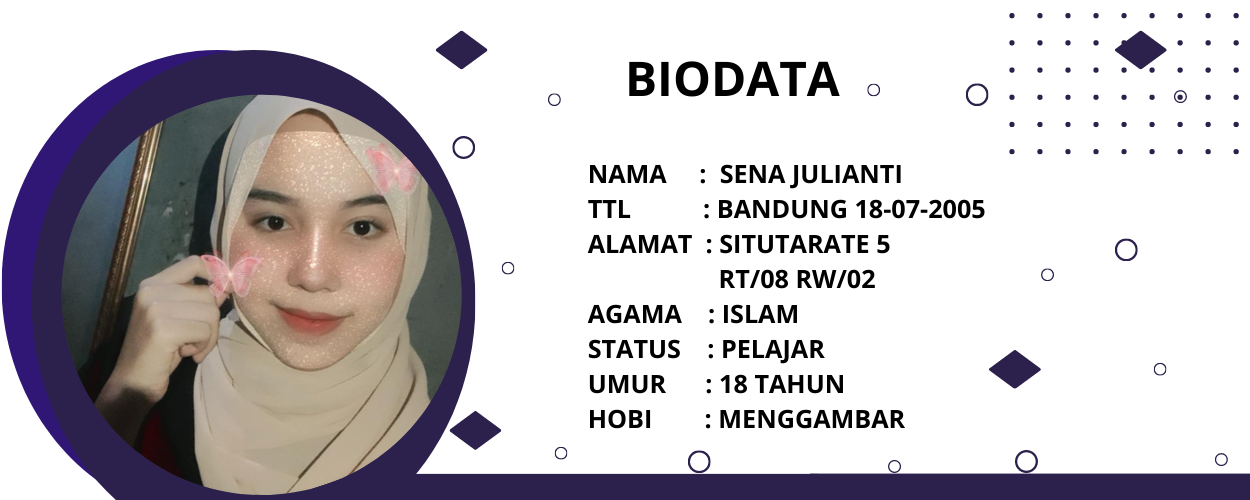 BIODATA
NAMA : SENA JULIANTI
TTL : BANDUNG 18-07-2005
ALAMAT : SITUTARATE 5
RT/08 RW/02
AGAMA : ISLAM
STATUS : PELAJAR
UMUR : 18 TAHUN
HOBI : MENGGAMBAR